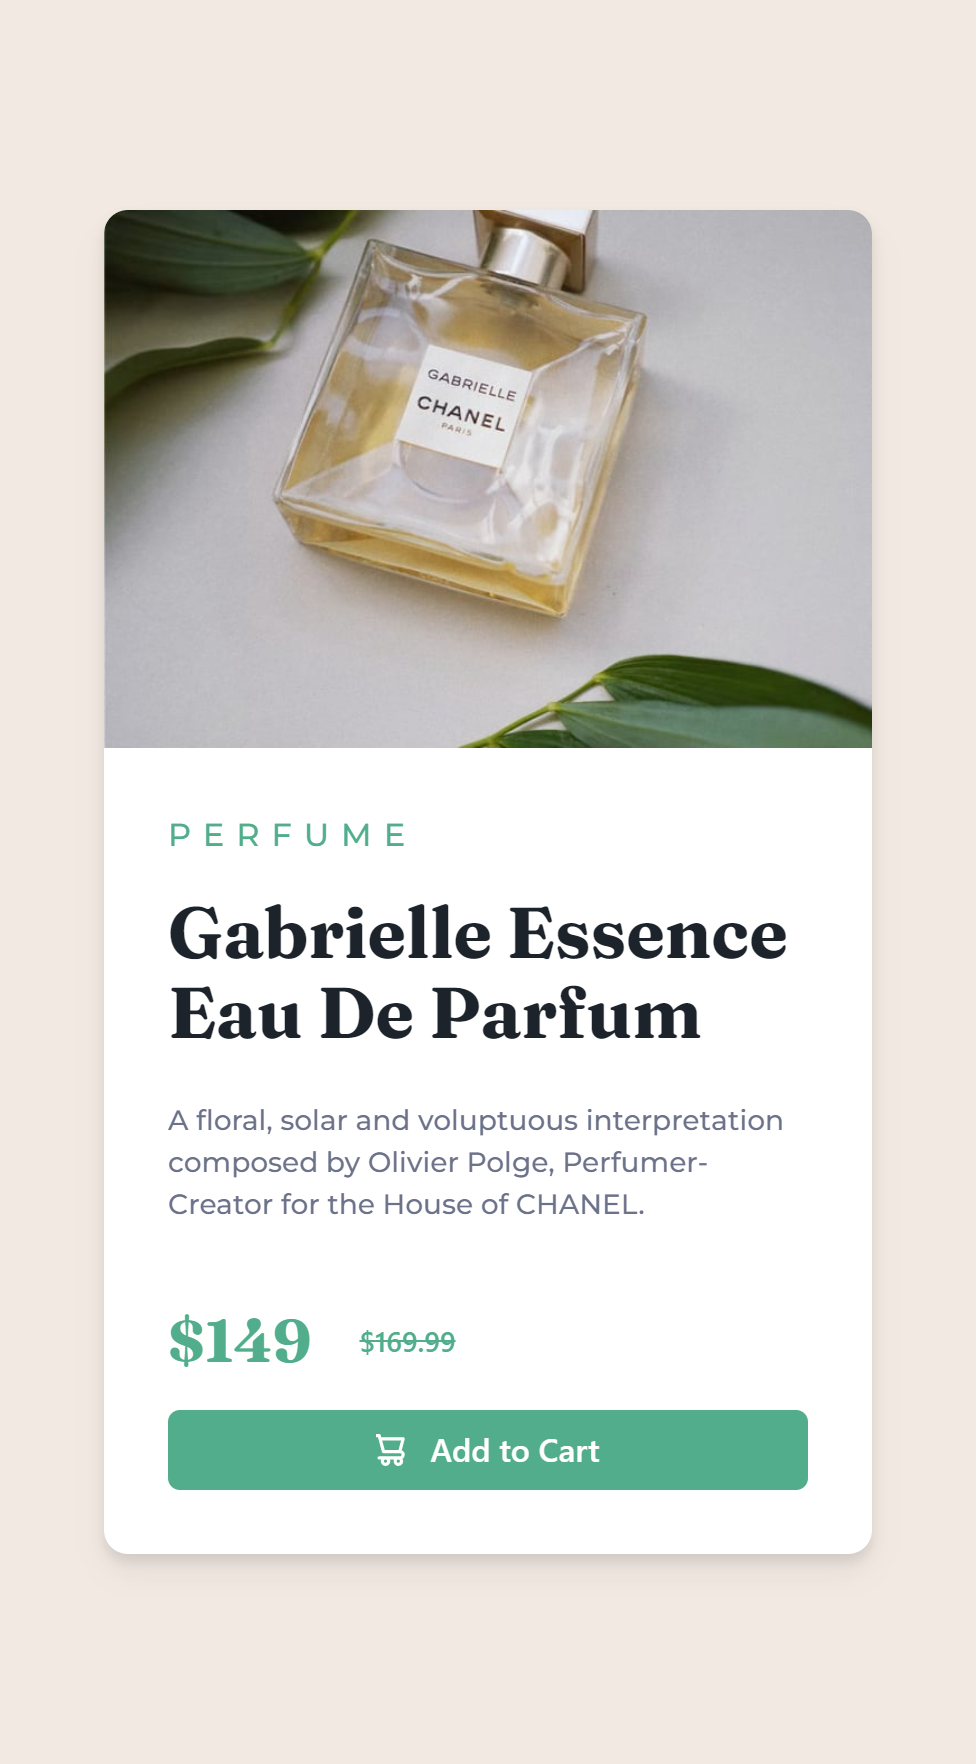 GABRIELLE
CHANEL
PARIS
PERFUME
Gabrielle Essence
Eau De Parfum
A floral, solar and voluptuous interpretation
composed by Olivier Polge, Perfumer-
Creator for the House of CHANEL.
$149 $169.99
Add to Cart